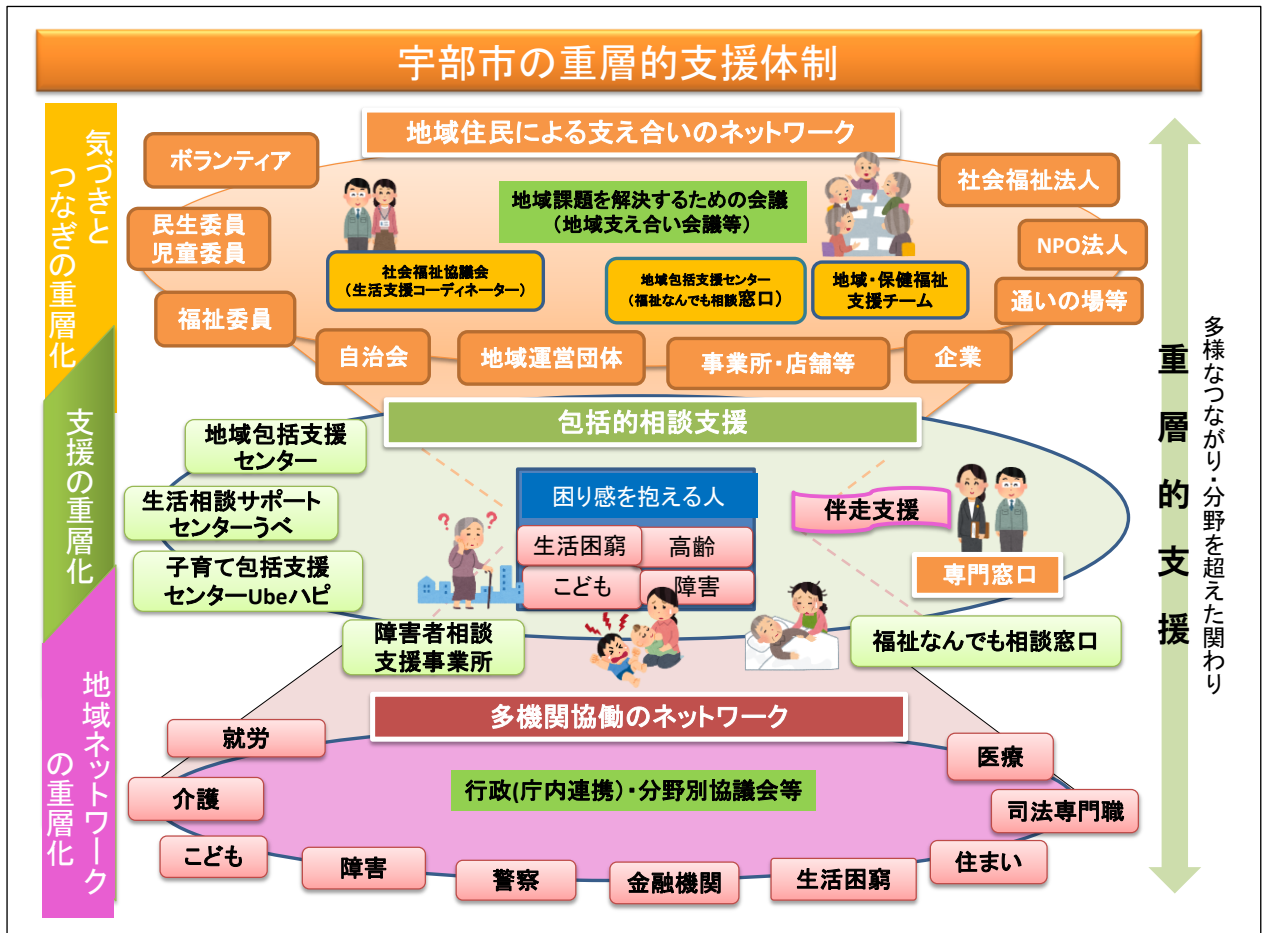 宇部市の重層的支援体制
気づきと
つなぎの重層化
支援の重層化
地域ネットワーク
の重層化
地域住民による支え合いのネットワーク
ボランティア
民生委員
児童委員
福祉委員
自治会
地域運営団体
事業所・店舗等
企業
通いの場等
NPO法人
社会福祉法人
地域課題を解決するための会議
（地域支え合い会議等）
社会福祉協議会
（生活支援コーディネーター）
地域包括支援センター
（福祉なんでも相談窓口）
地域・保健福祉
支援チーム
包括的相談支援
地域包括支援
センター
生活相談サポート
センターうべ
子育て包括支援
センターUbeハピ
障害者相談
支援事業所
困り感を抱える人
生活困窮
高齢
こども
障害
?
?
伴走支援
専門窓口
福祉なんでも相談窓口
多機関協働のネットワーク
行政(庁内連携)・分野別協議会等
就労
介護
こども
障害
警察
金融機関
生活困窮
住まい
司法専門職
医療
重層的支援
多様なつながり・分野を超えた関わり